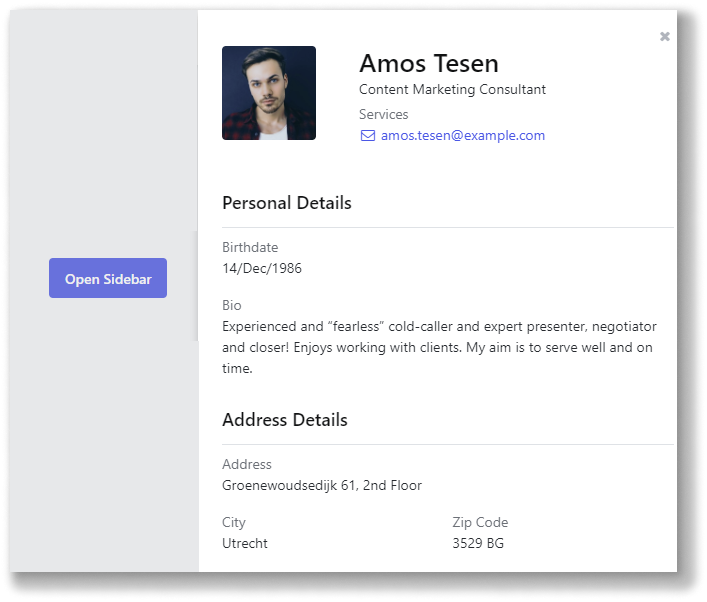 Amos Tesen
Content Marketing Consultant
Services
amos.tesen@example.com
Open Sidebar
Personal Details
Birthdate
14/Dec/1986
Bio
Experienced and “fearless” cold-caller and expert presenter, negotiator
and closer! Enjoys working with clients. My aim is to serve well and on
time.
Address Details
Address
Groenewoudsedijk 61, 2nd Floor
City Zip Code
Utrecht 3529 BG